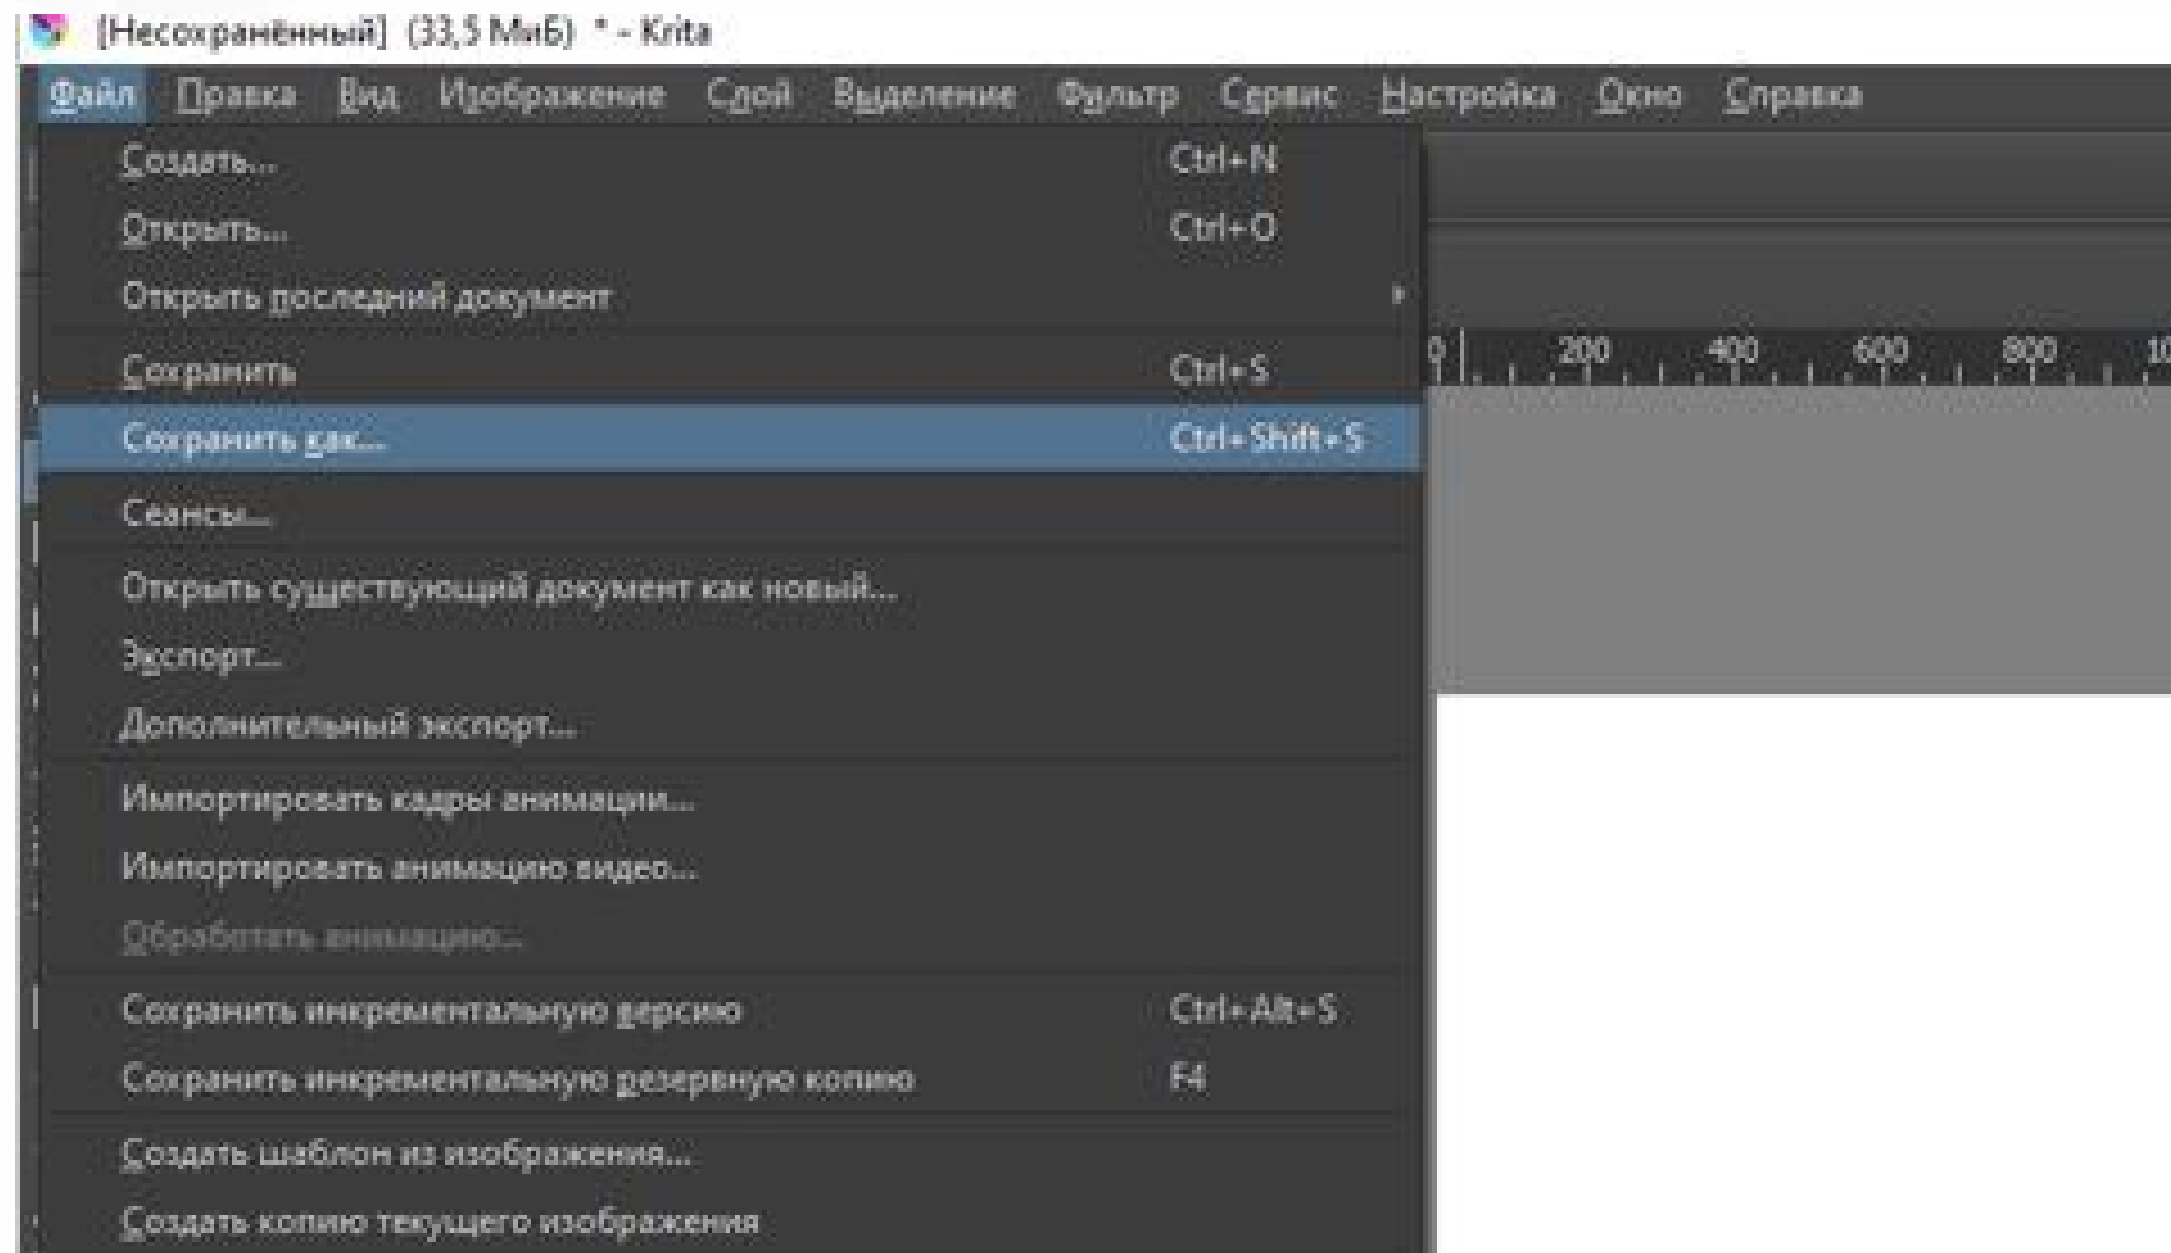 [Несохранённый] (33,5 МиБ) * - Krita
Файл Правка Вид Изображение Слой Выделение Фильтр Сервис Настройка Окно Справка
Создать... Ctrl+N
Открыть... Ctrl+O
Открыть последний документ
0 200 400 600 800 10
Сохранить Ctrl+S
Сохранить как... Ctrl+Shift+S
Сеансы...
Открыть существующий документ как новый...
Экспорт...
Дополнительный экспорт...
Импортировать кадры анимации...
Импортировать анимацию видео...
Обработать анимацию...
Сохранить инкрементальную версию Ctrl+Alt+S
Сохранить инкрементальную резервную копию F4
Создать шаблон из изображения...
Создать копию текущего изображения